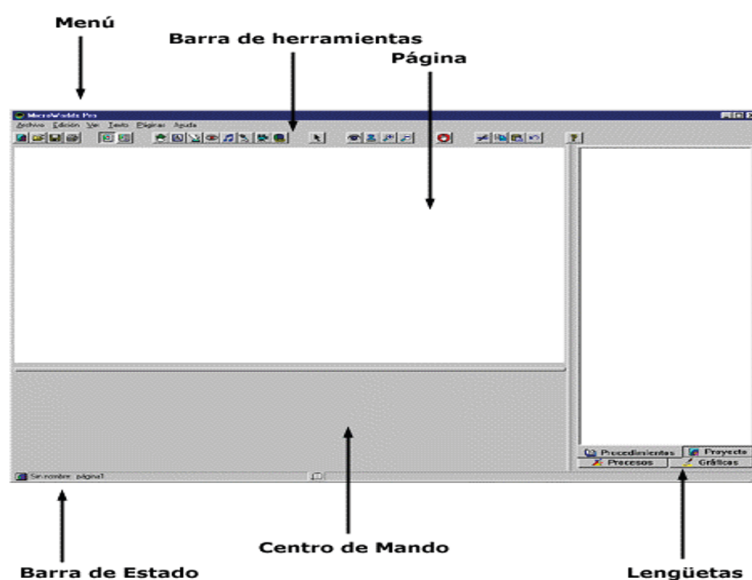 Menú
Barra de herramientas
Página
MicroWorlds Pro
Archivo Edición Ver Texto Páginas Ayuda
Procedimientos Proyecto
Procesos Gráficas
Sin nombre: página1
Centro de Mando
Barra de Estado
Lengüetas